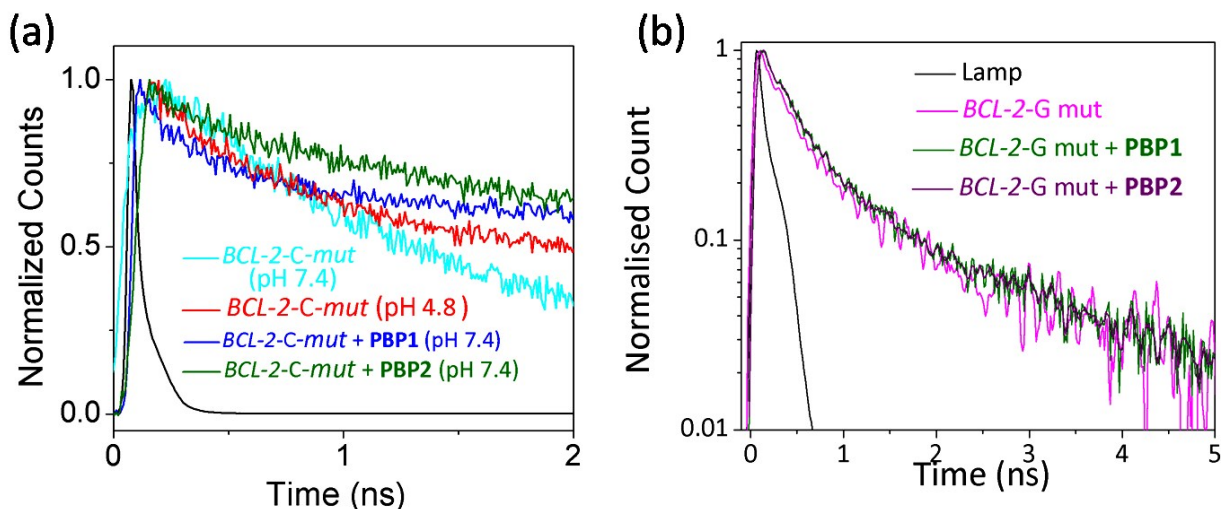 (a)
Normalized Counts
1.0
0.5
0.0
BCL-2-C-mut
(pH 7.4)
BCL-2-C-mut (pH 4.8 )
BCL-2-C-mut + PBP1 (pH 7.4)
BCL-2-C-mut + PBP2 (pH 7.4)
0
1
2
Time (ns)
(b)
Normalised Count
1
0.1
0.01
Lamp
BCL-2-G mut
BCL-2-G mut + PBP1
BCL-2-G mut + PBP2
0
1
2
3
4
5
Time (ns)